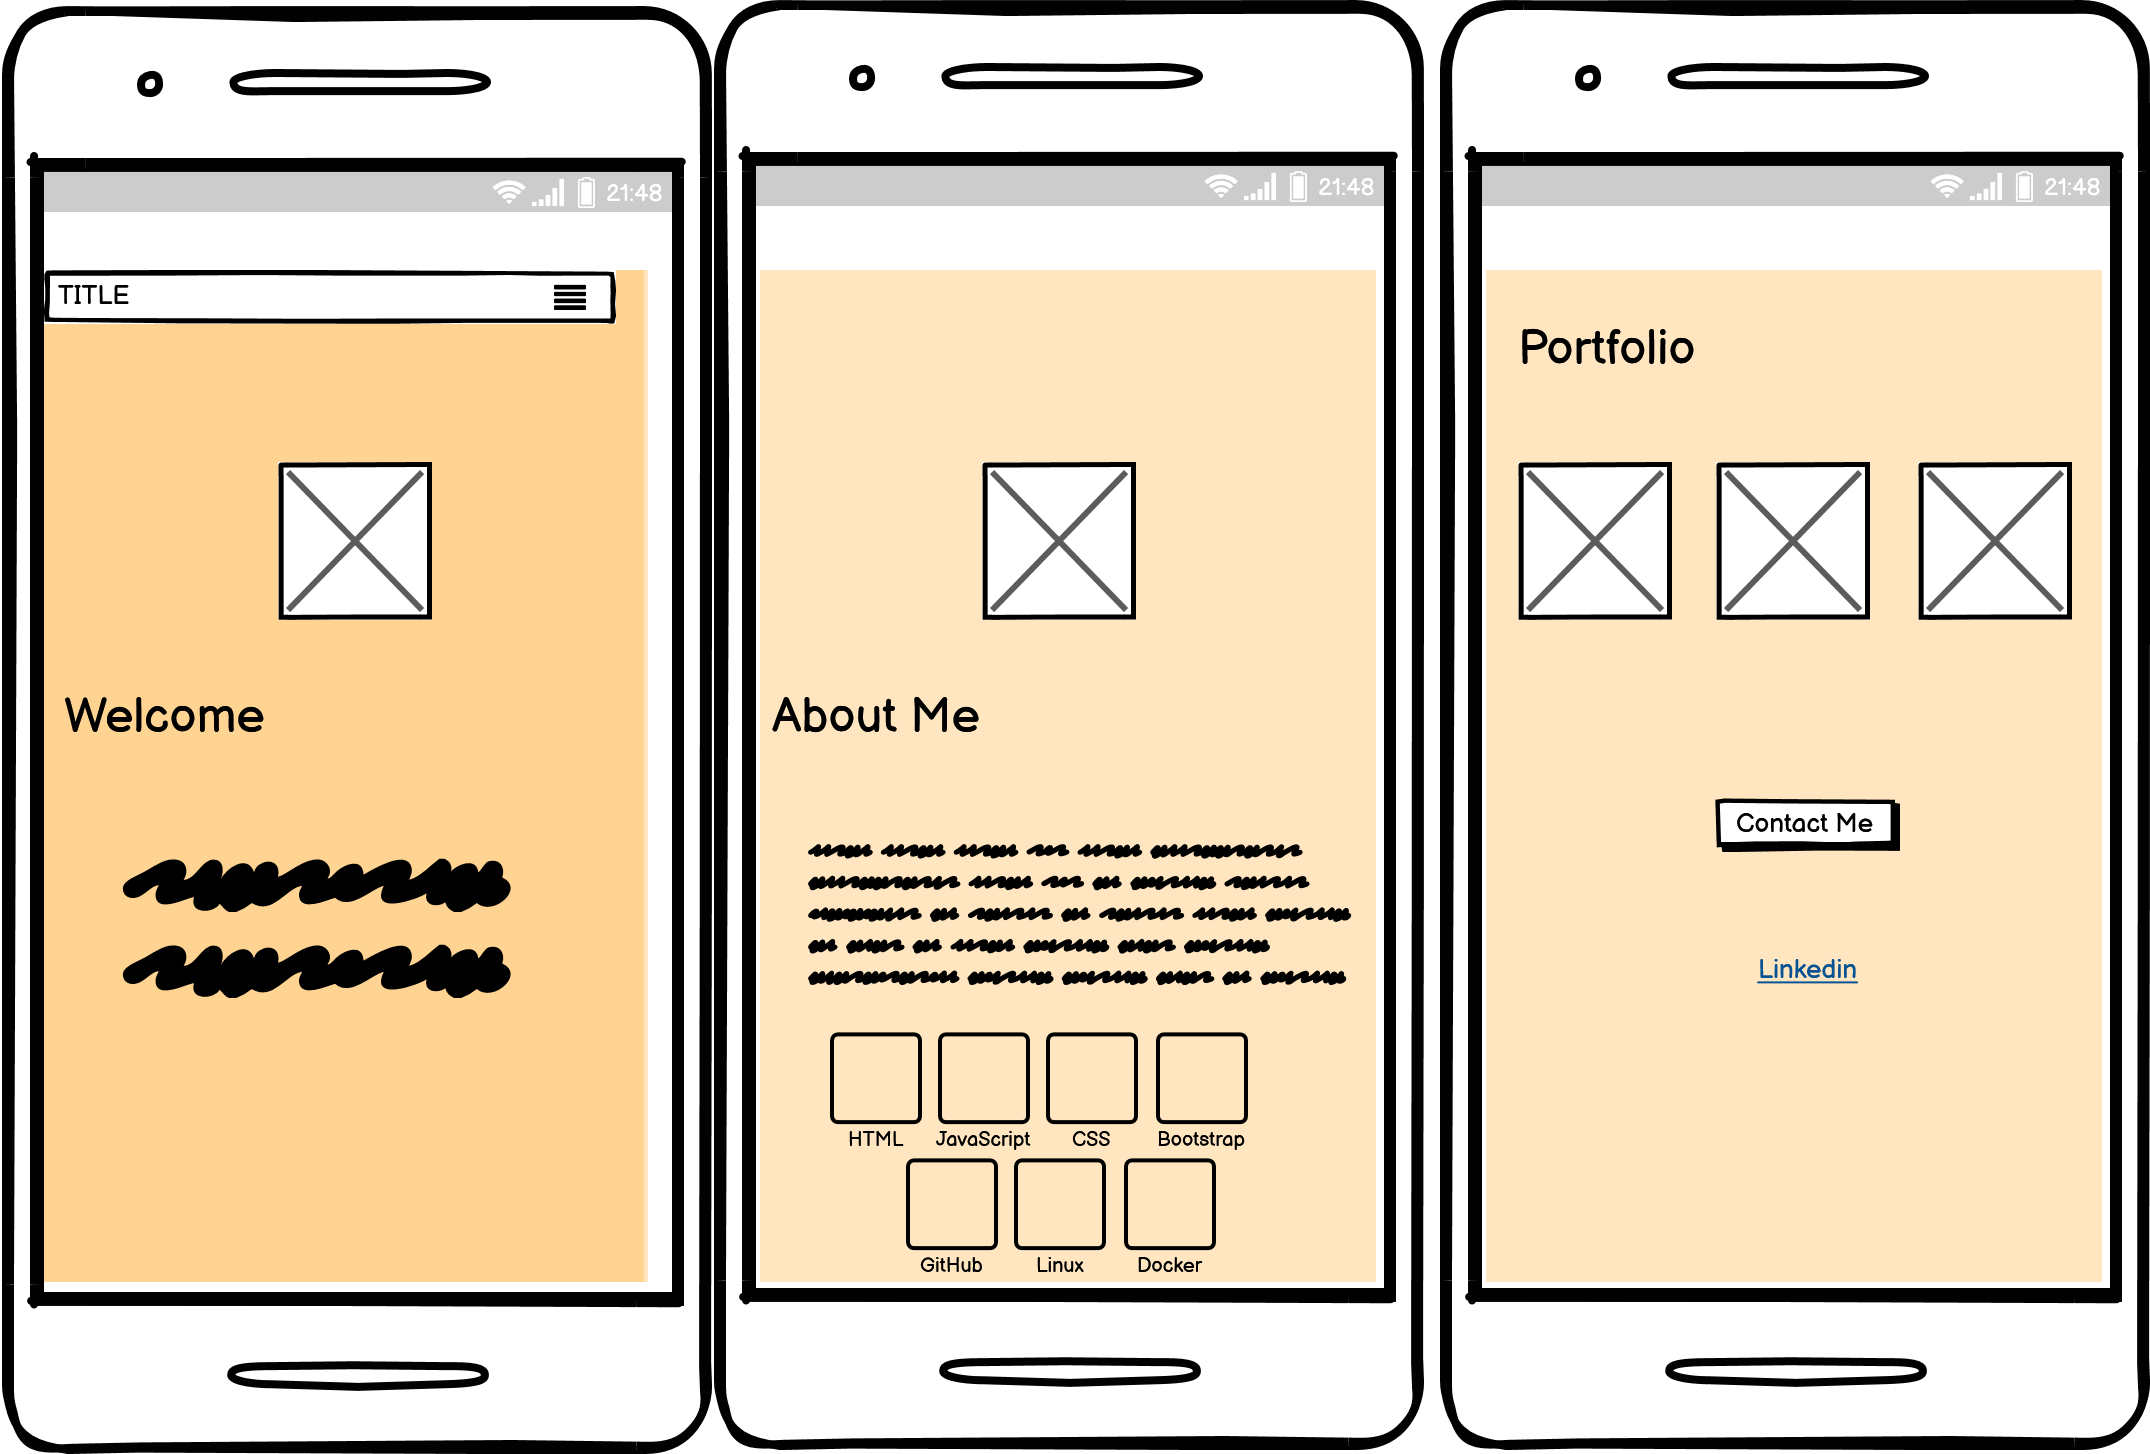 21:48
TITLE
Welcome
21:48
About Me
HTML JavaScript CSS Bootstrap
GitHub Linux Docker
21:48
Portfolio
Contact Me
Linkedin